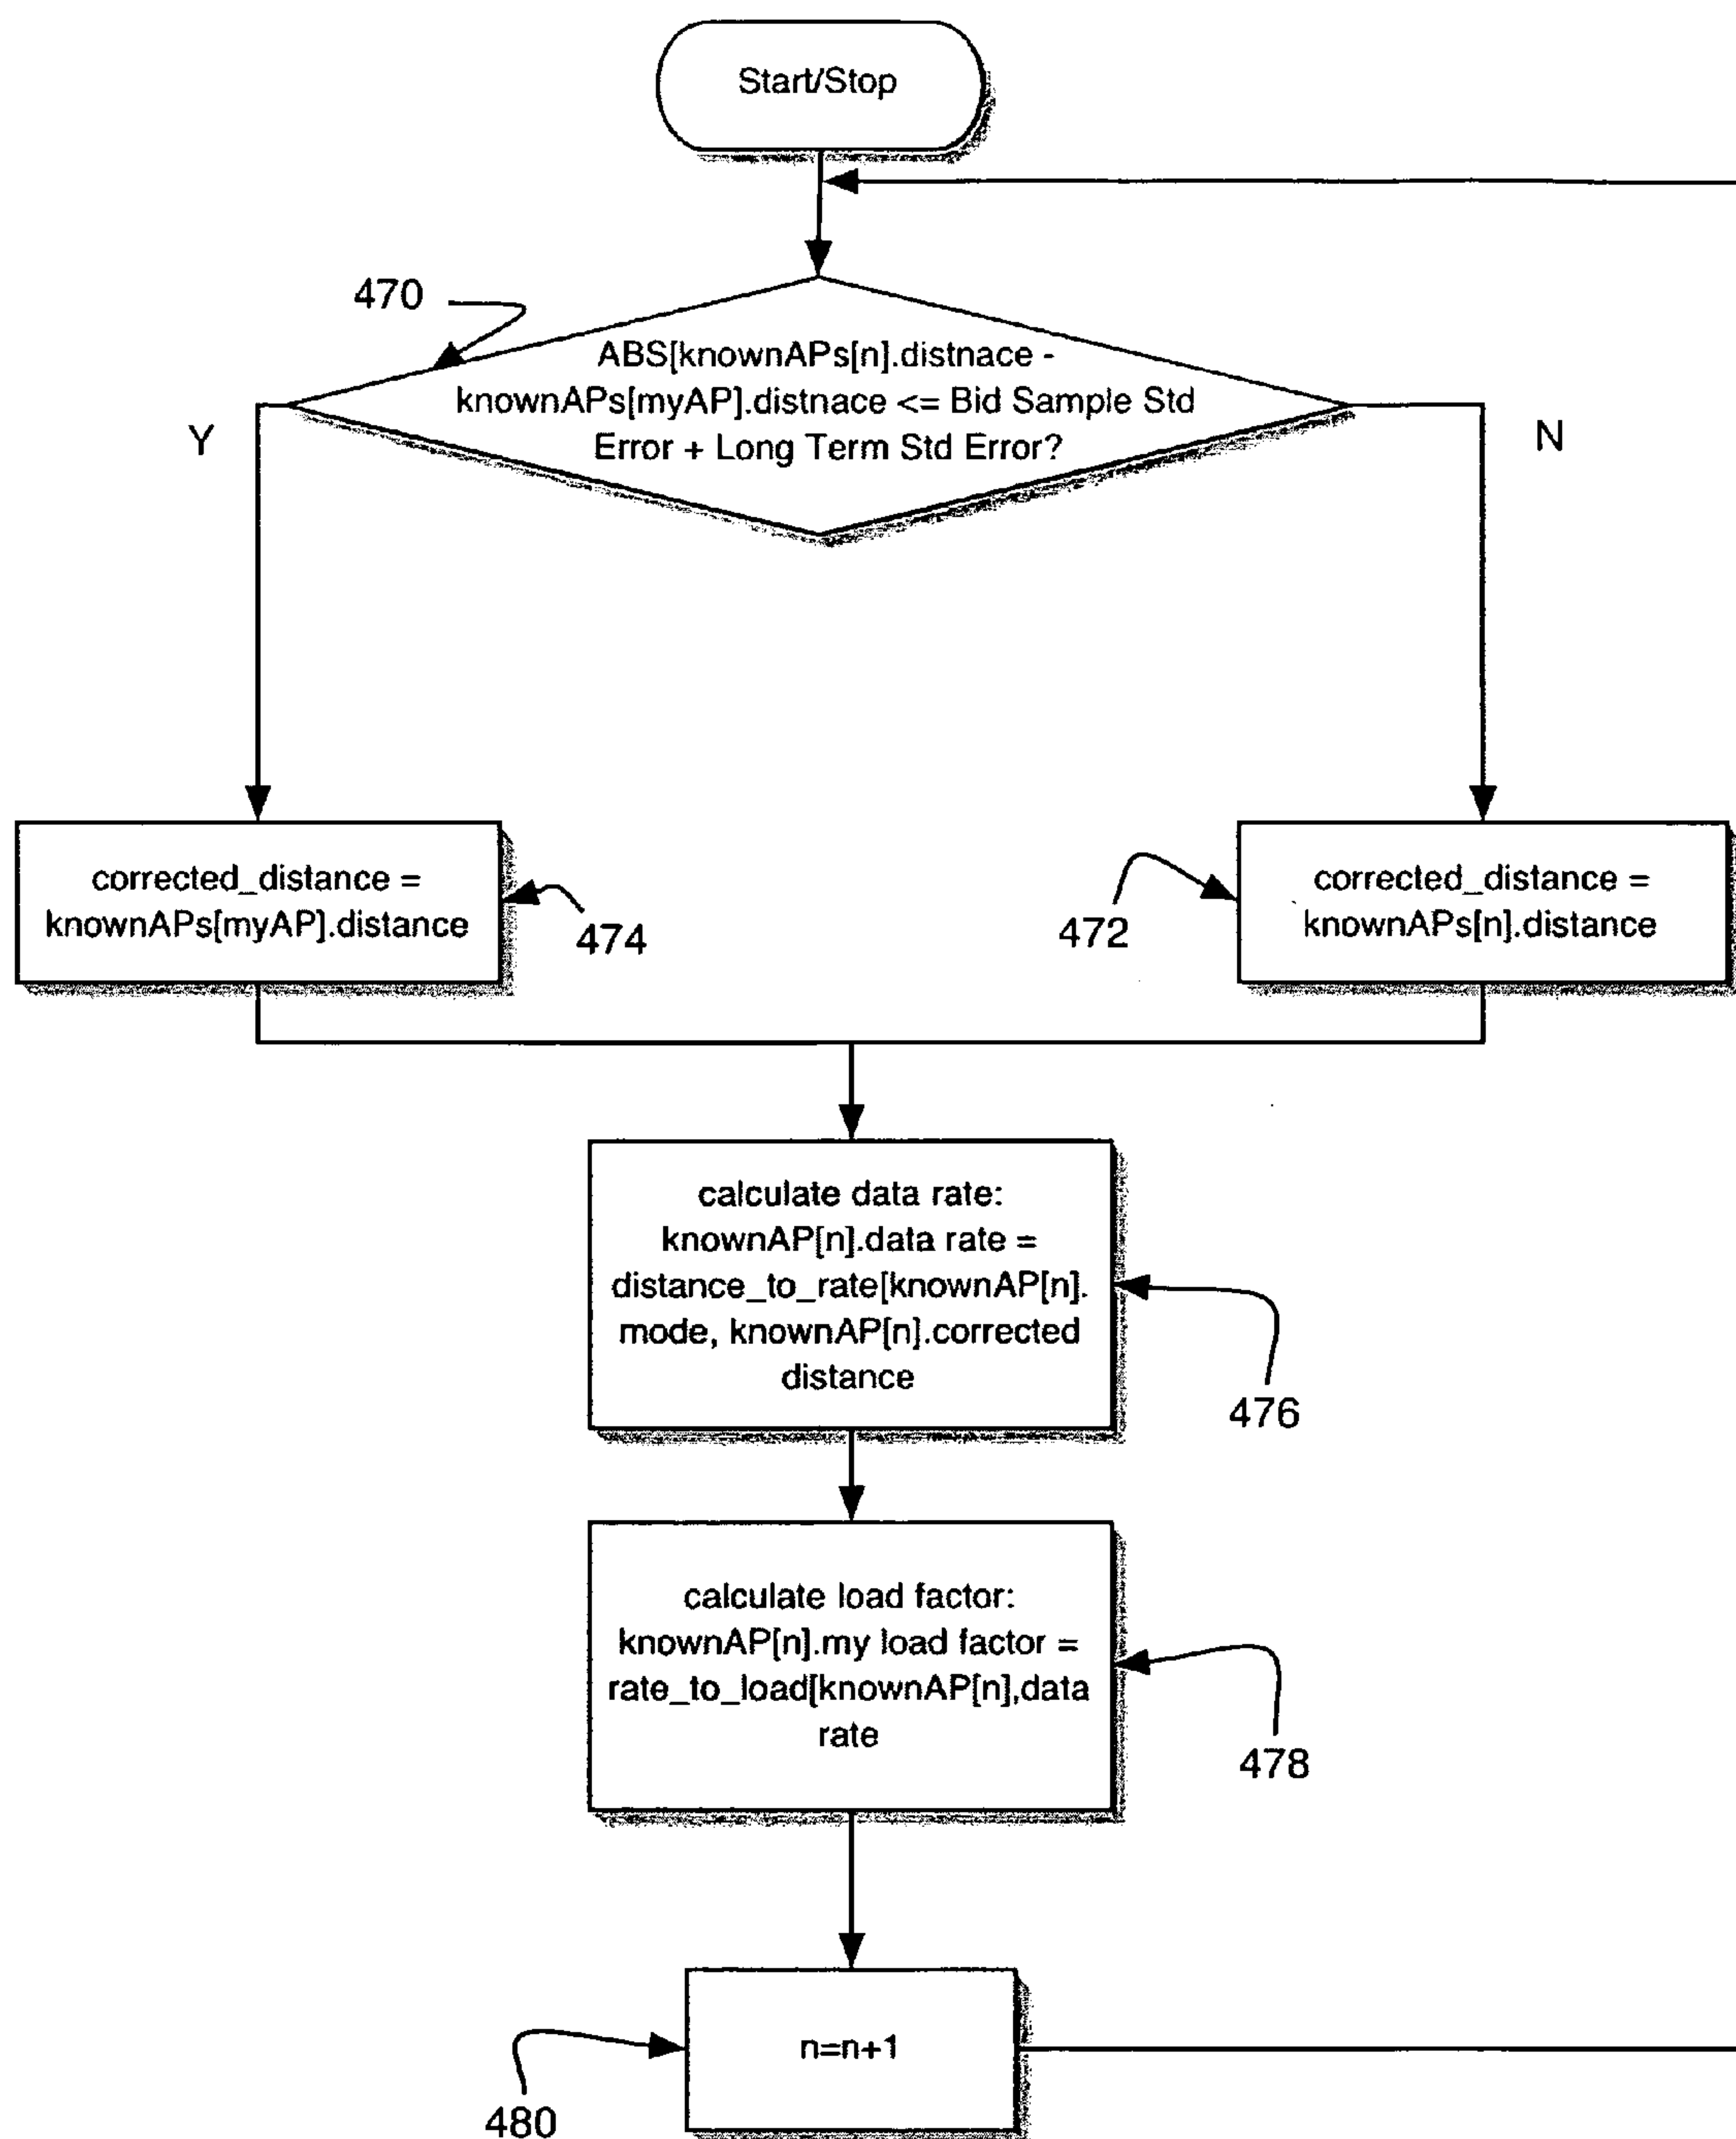 Start/Stop
470
ABS[knownAPs[n].distnace -
knownAPs[myAP].distnace <= Bid Sample Std
Error + Long Term Std Error?
Y
N
corrected_distance =
knownAPs[myAP].distance
474
472
corrected_distance =
knownAPs[n].distance
calculate data rate:
knownAP[n].data rate =
distance_to_rate[knownAP[n].
mode, knownAP[n].corrected
distance
476
calculate load factor:
knownAP[n].my load factor =
rate_to_load[knownAP[n],data
rate
478
n=n+1
480